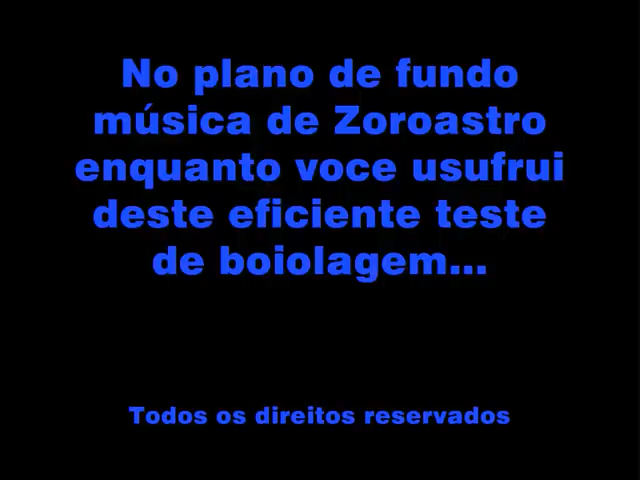 No plano de fundo
música de Zoroastro
enquanto voce usufrui
deste eficiente teste
de boiolagem...
Todos os direitos reservados